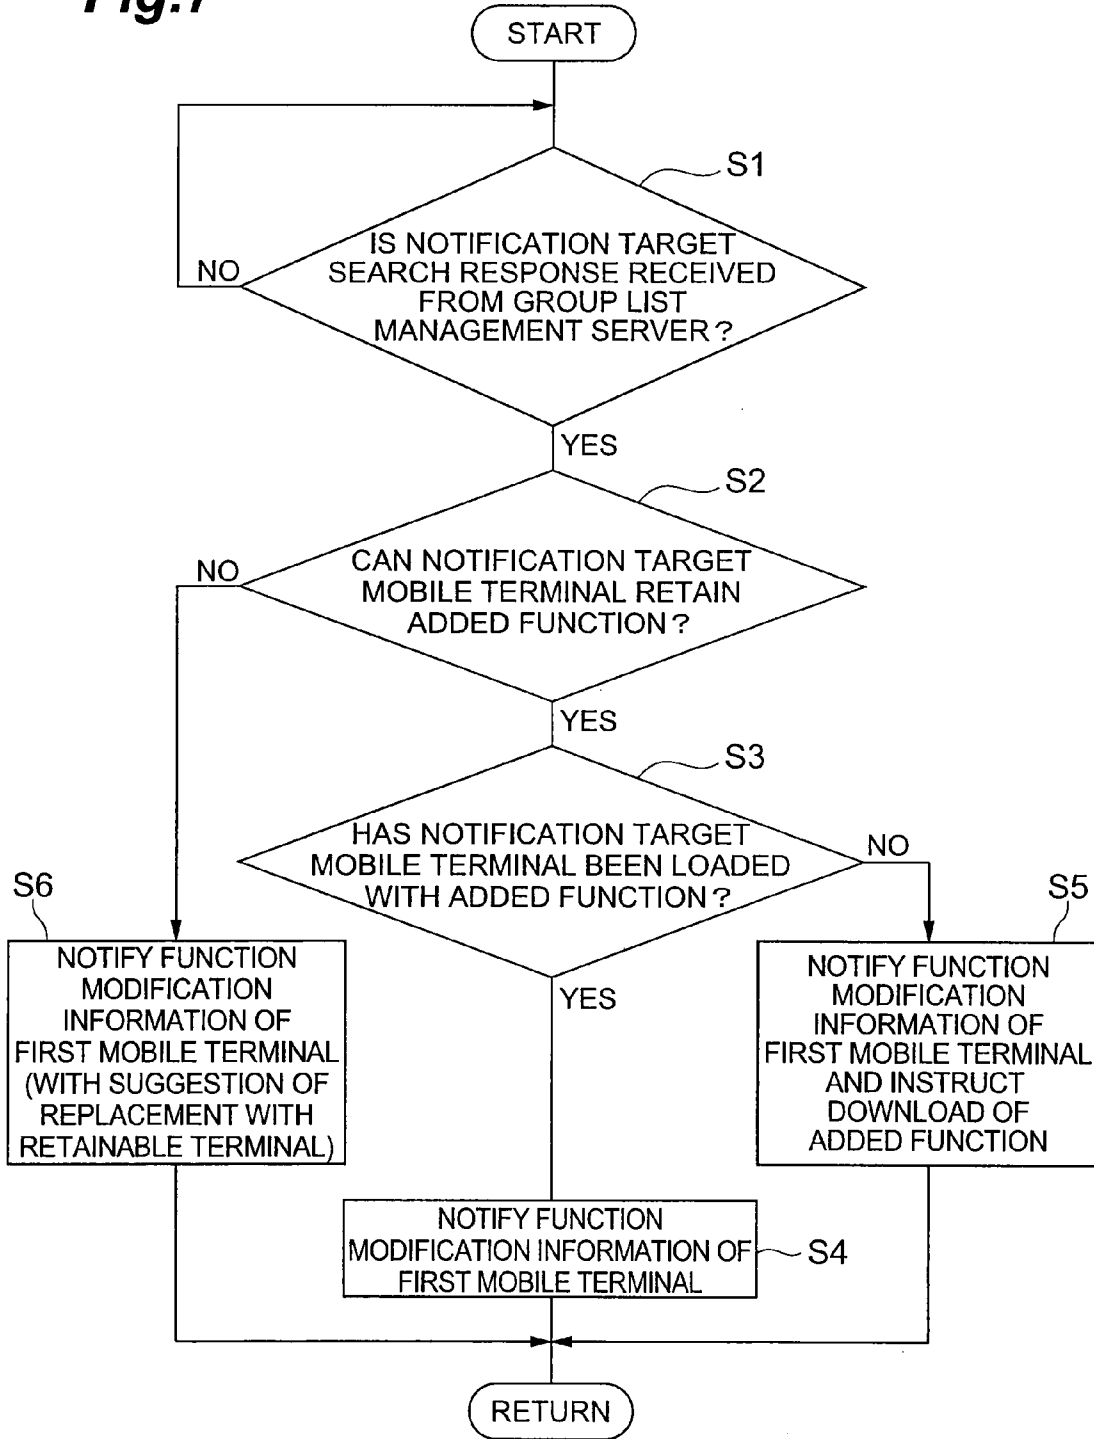 Fig.7
START
S1
IS NOTIFICATION TARGET
SEARCH RESPONSE RECEIVED
FROM GROUP LIST
MANAGEMENT SERVER?
NO
YES
S2
CAN NOTIFICATION TARGET
MOBILE TERMINAL RETAIN
ADDED FUNCTION?
NO
YES
S3
HAS NOTIFICATION TARGET
MOBILE TERMINAL BEEN LOADED
WITH ADDED FUNCTION?
NO
YES
S6
NOTIFY FUNCTION
MODIFICATION
INFORMATION OF
FIRST MOBILE TERMINAL
(WITH SUGGESTION OF
REPLACEMENT WITH
RETAINABLE TERMINAL)
S5
NOTIFY FUNCTION
MODIFICATION
INFORMATION OF
FIRST MOBILE TERMINAL
AND INSTRUCT
DOWNLOAD OF
ADDED FUNCTION
NOTIFY FUNCTION
MODIFICATION INFORMATION OF
FIRST MOBILE TERMINAL
S4
RETURN